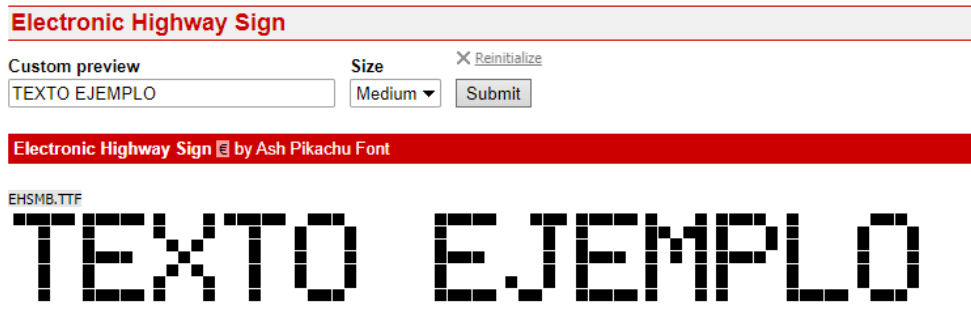 Electronic Highway Sign
Custom preview
Size
Reinitialize
TEXTO EJEMPLO
Medium
Submit
Electronic Highway Sign € by Ash Pikachu Font
EHSMB.TTF
TEXTO EJEMPLO